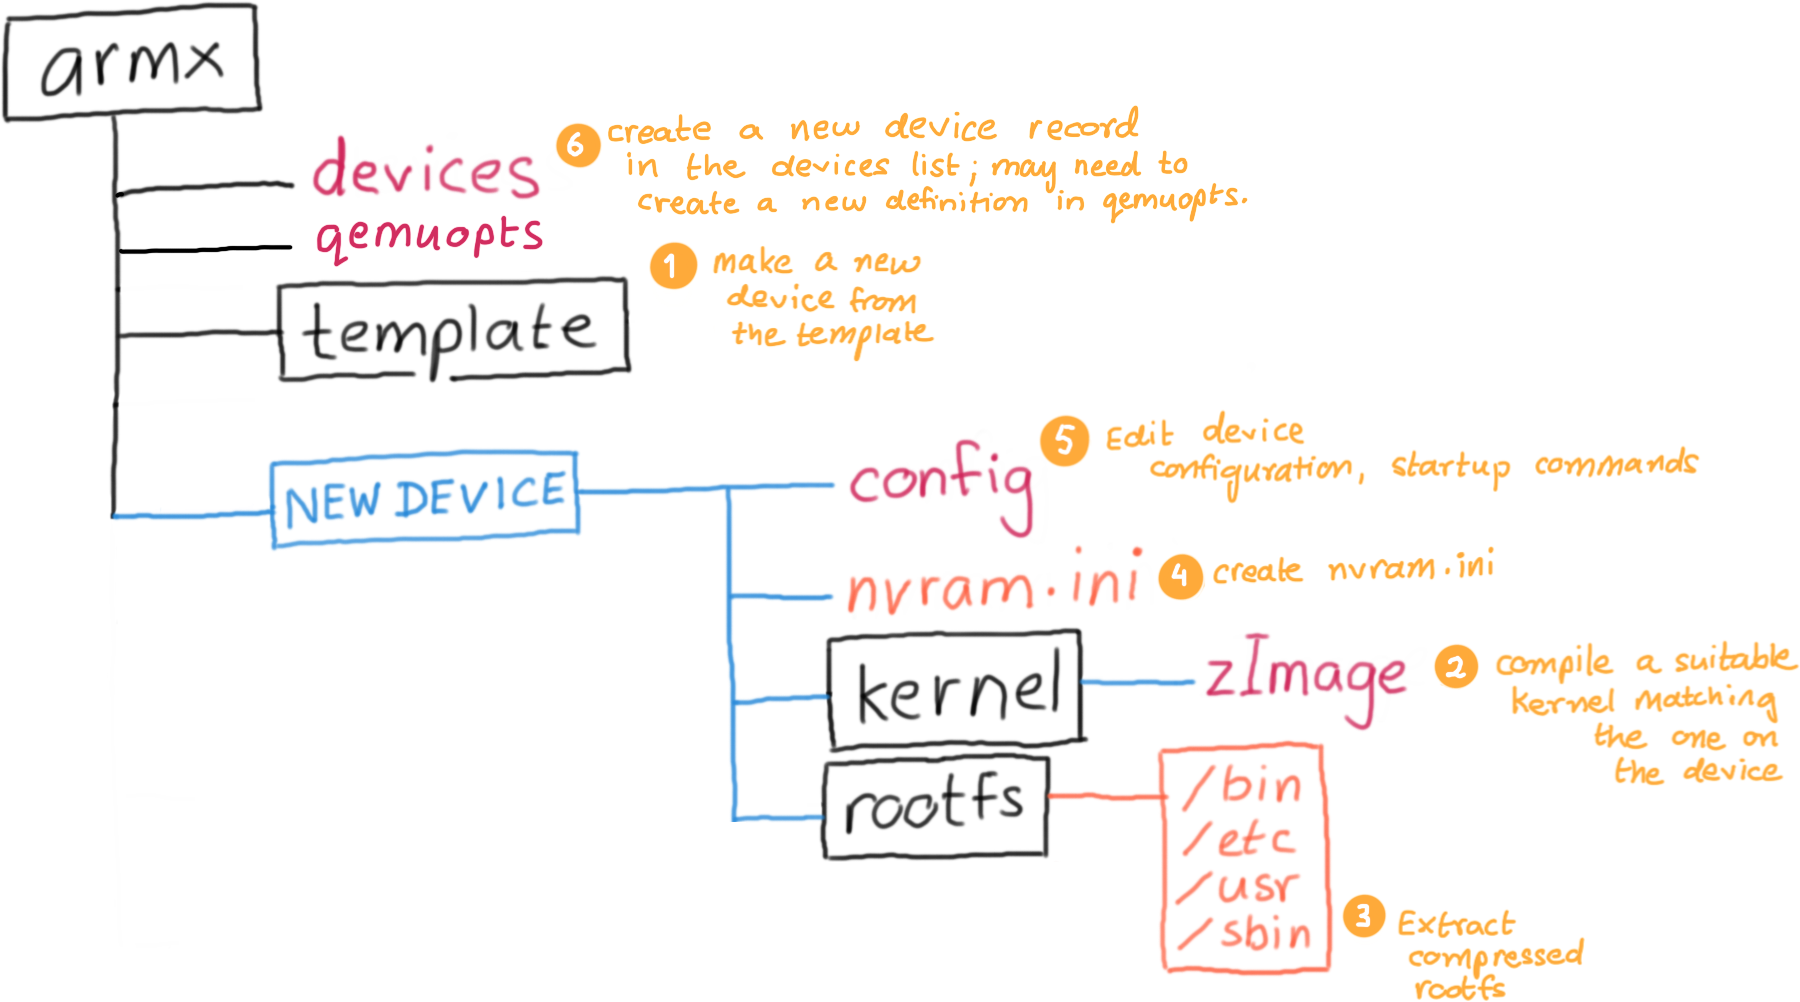 armx
devices
6 create a new device record
in the devices list; may need to
create a new definition in qemuopts.
qemuopts
1 make a new
device from
the template
template
NEW DEVICE
config
5 Edit device
configuration, startup commands
nvram.ini
4 create nvram.ini
kernel
zImage
2 compile a suitable
kernel matching
the one on
the device
rootfs
/bin
/etc
/usr
/sbin
3 Extract
compressed
rootfs